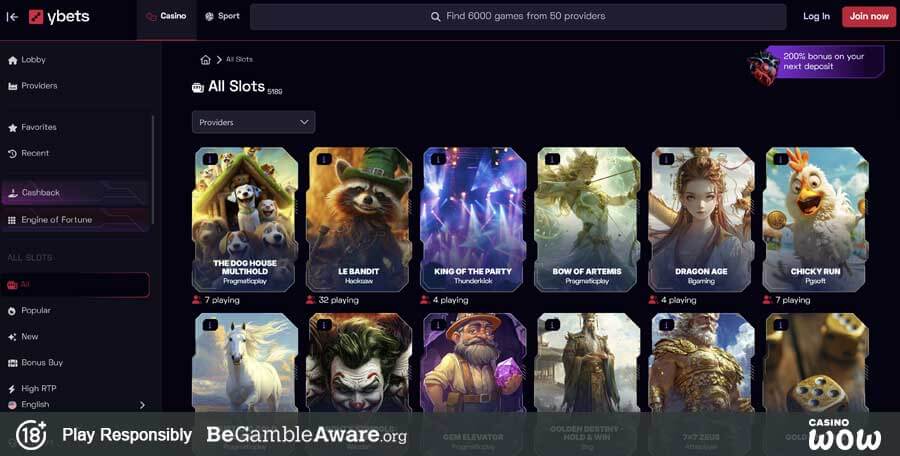 ybets
Casino
Sport
Find 6000 games from 50 providers
Log In
Join now
Lobby
Providers
Favorites
Recent
Cashback
Engine of Fortune
ALL SLOTS
All
Popular
New
Bonus Buy
High RTP
English
All Slots
200% bonus on your
next deposit
All Slots 5189
Providers
THE DOG HOUSE
MULTIHOLD
Pragmaticplay
7 playing
LE BANDIT
Hacksaw
32 playing
KING OF THE PARTY
Thunderkick
4 playing
BOW OF ARTEMIS
Pragmaticplay
DRAGON AGE
Bgaming
4 playing
CHICKY RUN
Pgsoft
7 playing
GEM ELEVATOR
Pragmaticplay
GOLDEN DESTINY
HOLD & WIN
7×7 ZEUS
18+
Play Responsibly
BeGambleAware.org
CASINO
WOW